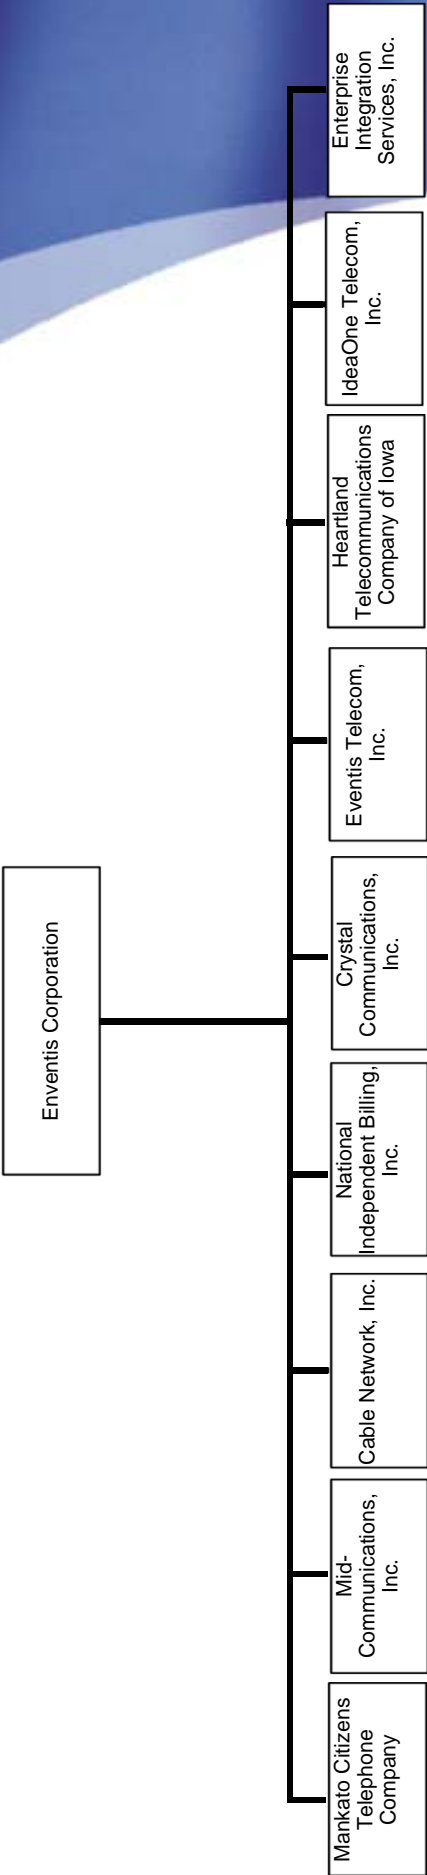 Enventis Corporation
Mankato Citizens
Telephone
Company
Mid-
Communications,
Inc.
Cable Network, Inc.
National
Independent Billing,
Inc.
Crystal
Communications,
Inc.
Eventis Telecom,
Inc.
Heartland
Telecommunications
Company of Iowa
IdeaOne Telecom,
Inc.
Enterprise
Integration
Services, Inc.